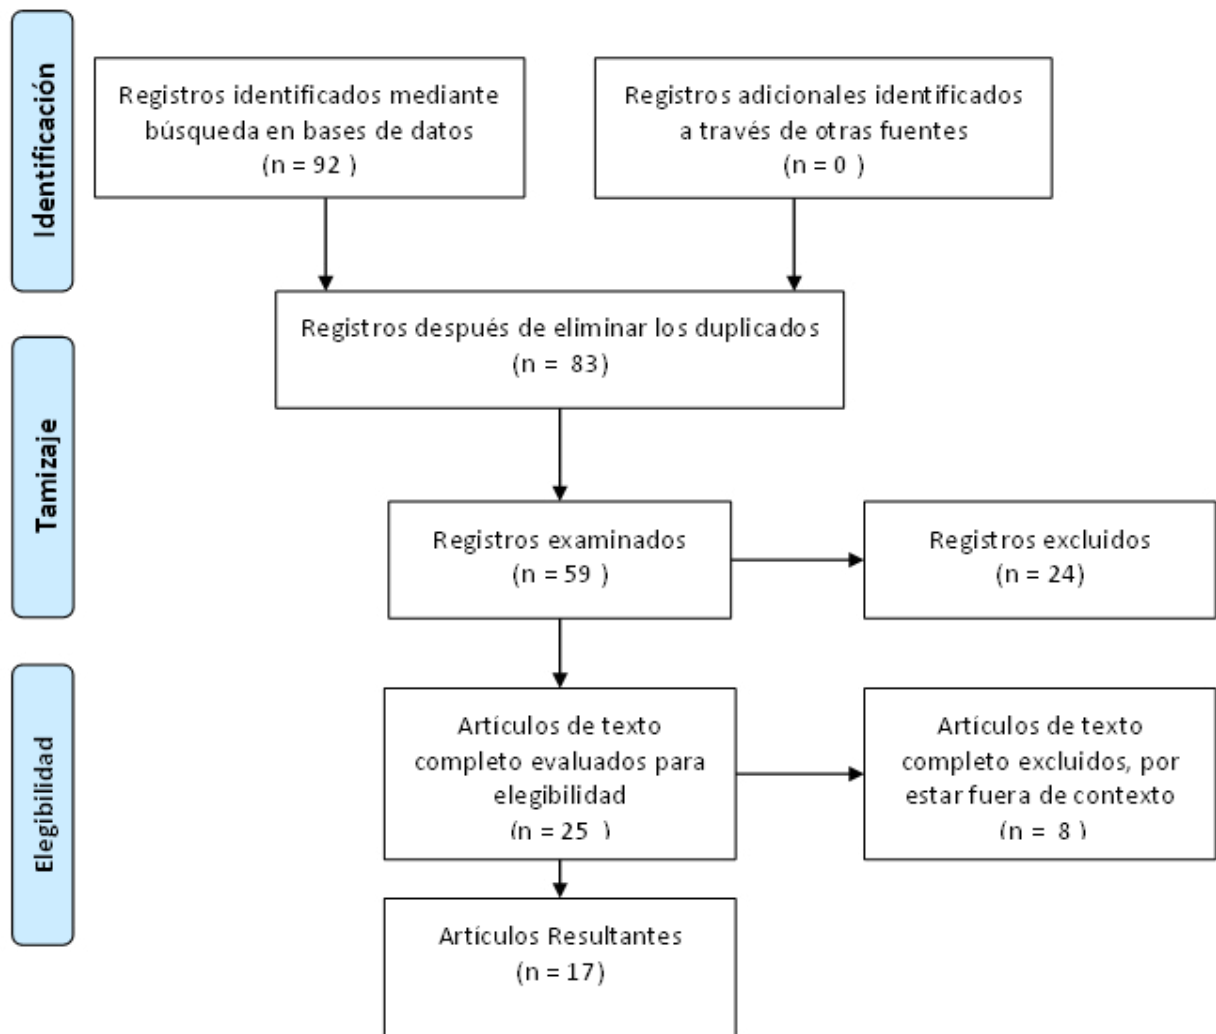 Identificación
Registros identificados mediante
búsqueda en bases de datos
(n = 92 )
Registros adicionales identificados
a través de otras fuentes
(n = 0 )
Registros después de eliminar los duplicados
(n = 83)
Tamizaje
Registros examinados
(n = 59 )
Registros excluidos
(n = 24)
Elegibilidad
Artículos de texto
completo evaluados para
elegibilidad
(n = 25 )
Artículos de texto
completo excluidos, por
estar fuera de contexto
(n = 8 )
Artículos Resultantes
(n = 17)